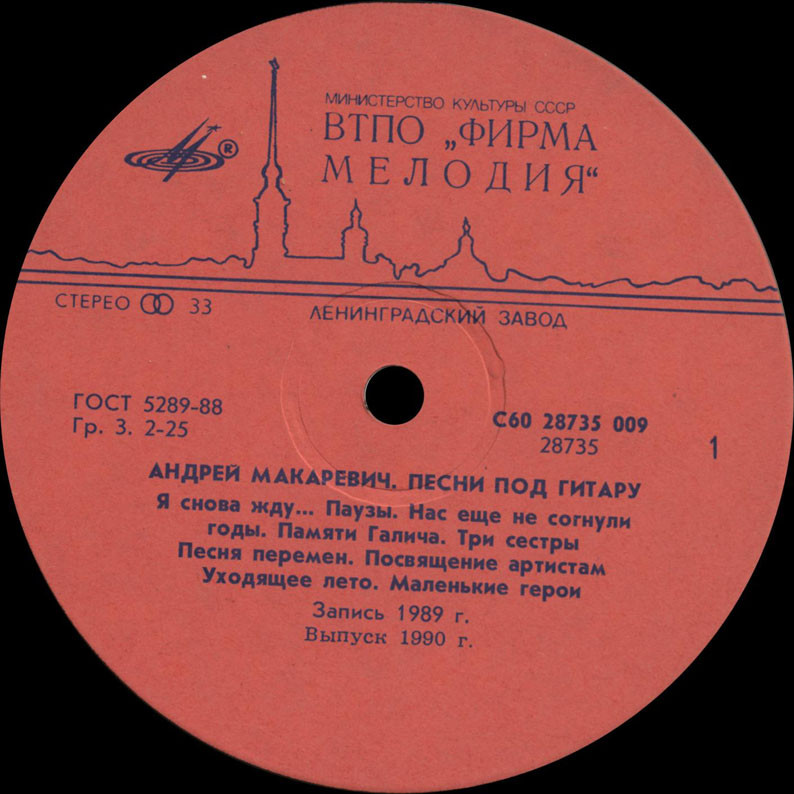 МИНИСТЕРСТВО КУЛЬТУРЫ СССР
ВТПО „ФИРМА
МЕЛОДИЯ“
®
СТЕРЕО 33
ЛЕНИНГРАДСКИЙ ЗАВОД
ГОСТ 5289-88
Гр. 3. 2-25
С60 28735 009
28735
1
АНДРЕЙ МАКАРЕВИЧ. ПЕСНИ ПОД ГИТАРУ
Я снова жду... Паузы. Нас еще не согнули
годы. Памяти Галича. Три сестры
Песня перемен. Посвящение артистам
Уходящее лето. Маленькие герои
Запись 1989 г.
Выпуск 1990 г.